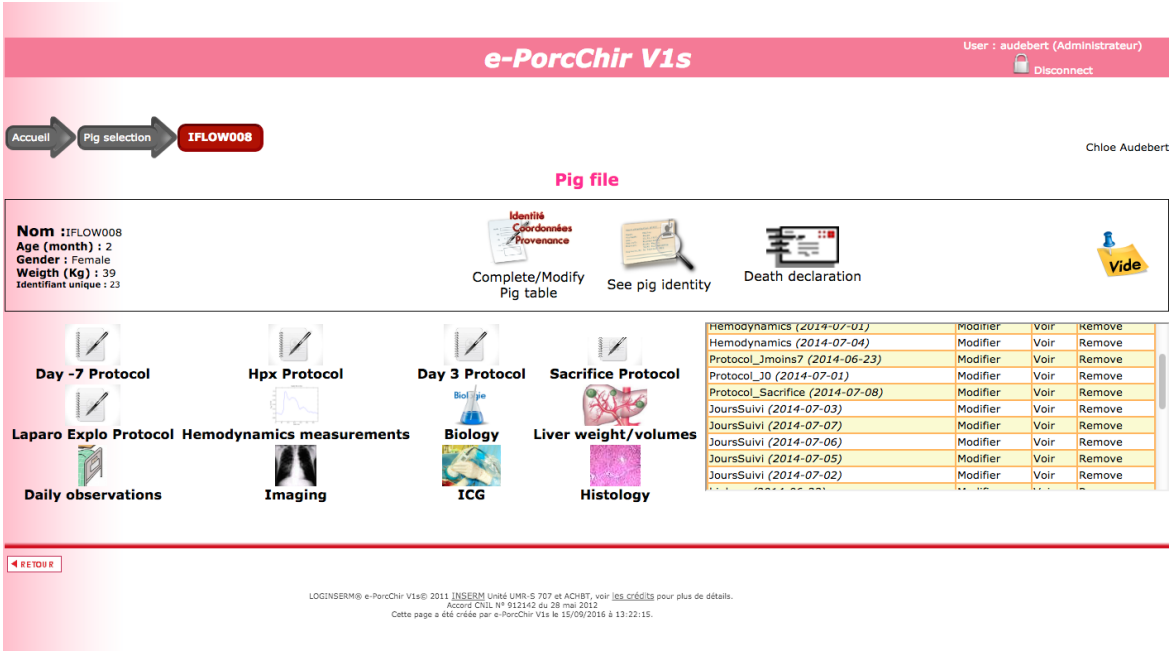 e-PorcChir V1s
User : audebert (Administrateur)
Disconnect
Accueil
Pig selection
IFLOW008
Chloe Audebert
Pig file
Nom :IFLOW008
Age (month) : 2
Gender : Female
Weigth (Kg) : 39
Identifiant unique : 23
Identité
Coordonnées
Provenance
Complete/Modify
Pig table
See pig identity
Death declaration
Vide
Day -7 Protocol
Hpx Protocol
Day 3 Protocol
Sacrifice Protocol
Laparo Explo Protocol
Hemodynamics measurements
Biologie
Biology
Liver weight/volumes
Daily observations
Imaging
ICG
Histology
Hemodynamics (2014-07-01) Modifier Voir Remove
Hemodynamics (2014-07-04) Modifier Voir Remove
Protocol_Jmoins7 (2014-06-23) Modifier Voir Remove
Protocol_J0 (2014-07-01) Modifier Voir Remove
Protocol_Sacrifice (2014-07-08) Modifier Voir Remove
JoursSuivi (2014-07-03) Modifier Voir Remove
JoursSuivi (2014-07-07) Modifier Voir Remove
JoursSuivi (2014-07-06) Modifier Voir Remove
JoursSuivi (2014-07-05) Modifier Voir Remove
JoursSuivi (2014-07-02) Modifier Voir Remove
RETOUR
LOGINSERM® e-PorcChir V1s© 2011 INSERM Unité UMR-S 707 et ACHBT, voir les crédits pour plus de détails.
Accord CNIL N° 912142 du 28 mai 2012
Cette page a été créée par e-PorcChir V1s le 15/09/2016 à 13:22:15.